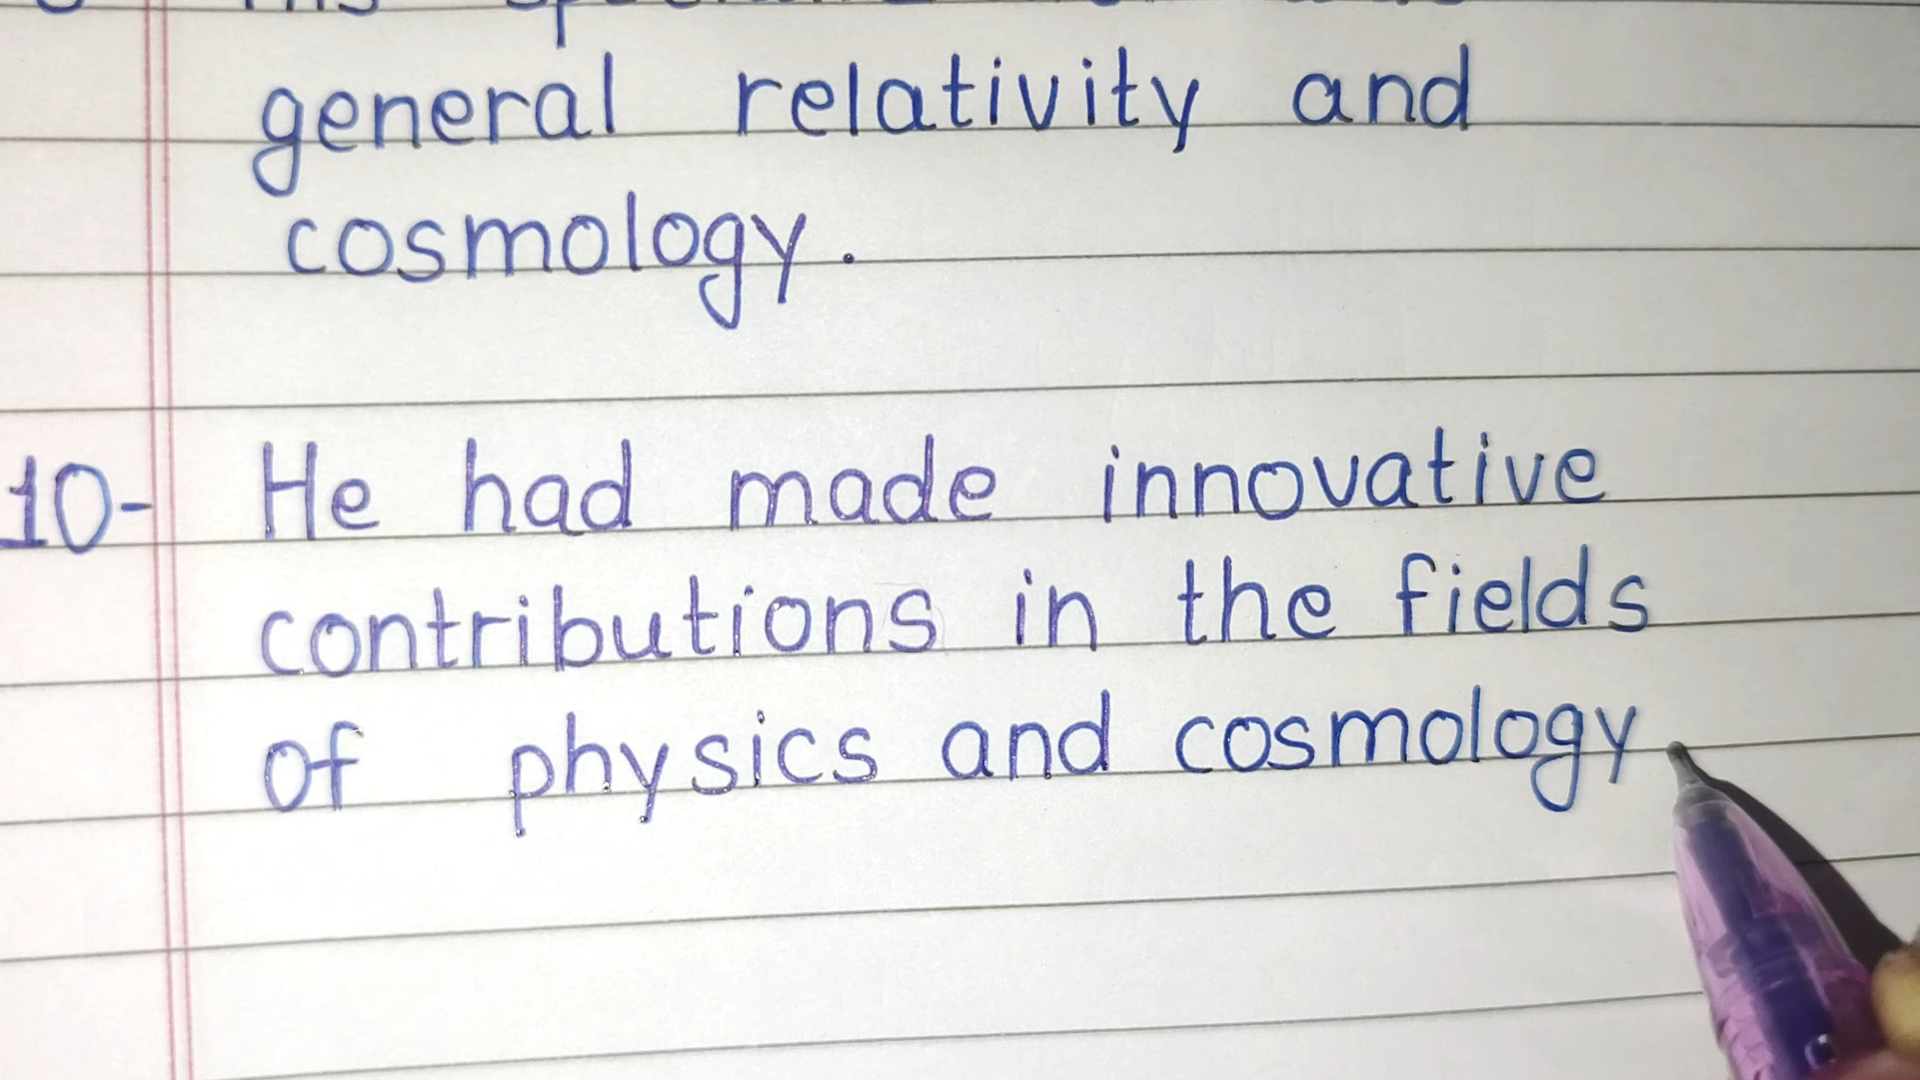 general relativity and
cosmology.
10- He had made innovative
contributions in the fields
of physics and cosmology